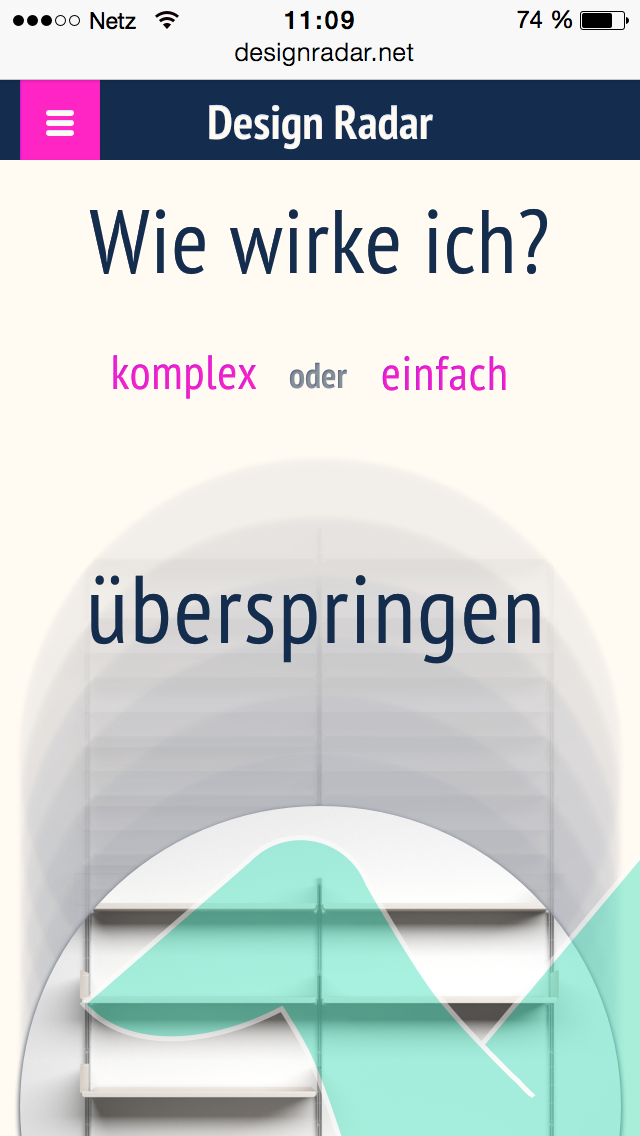 Netz 11:09 74 %
designradar.net
Design Radar
Wie wirke ich?
komplex oder einfach
überspringen